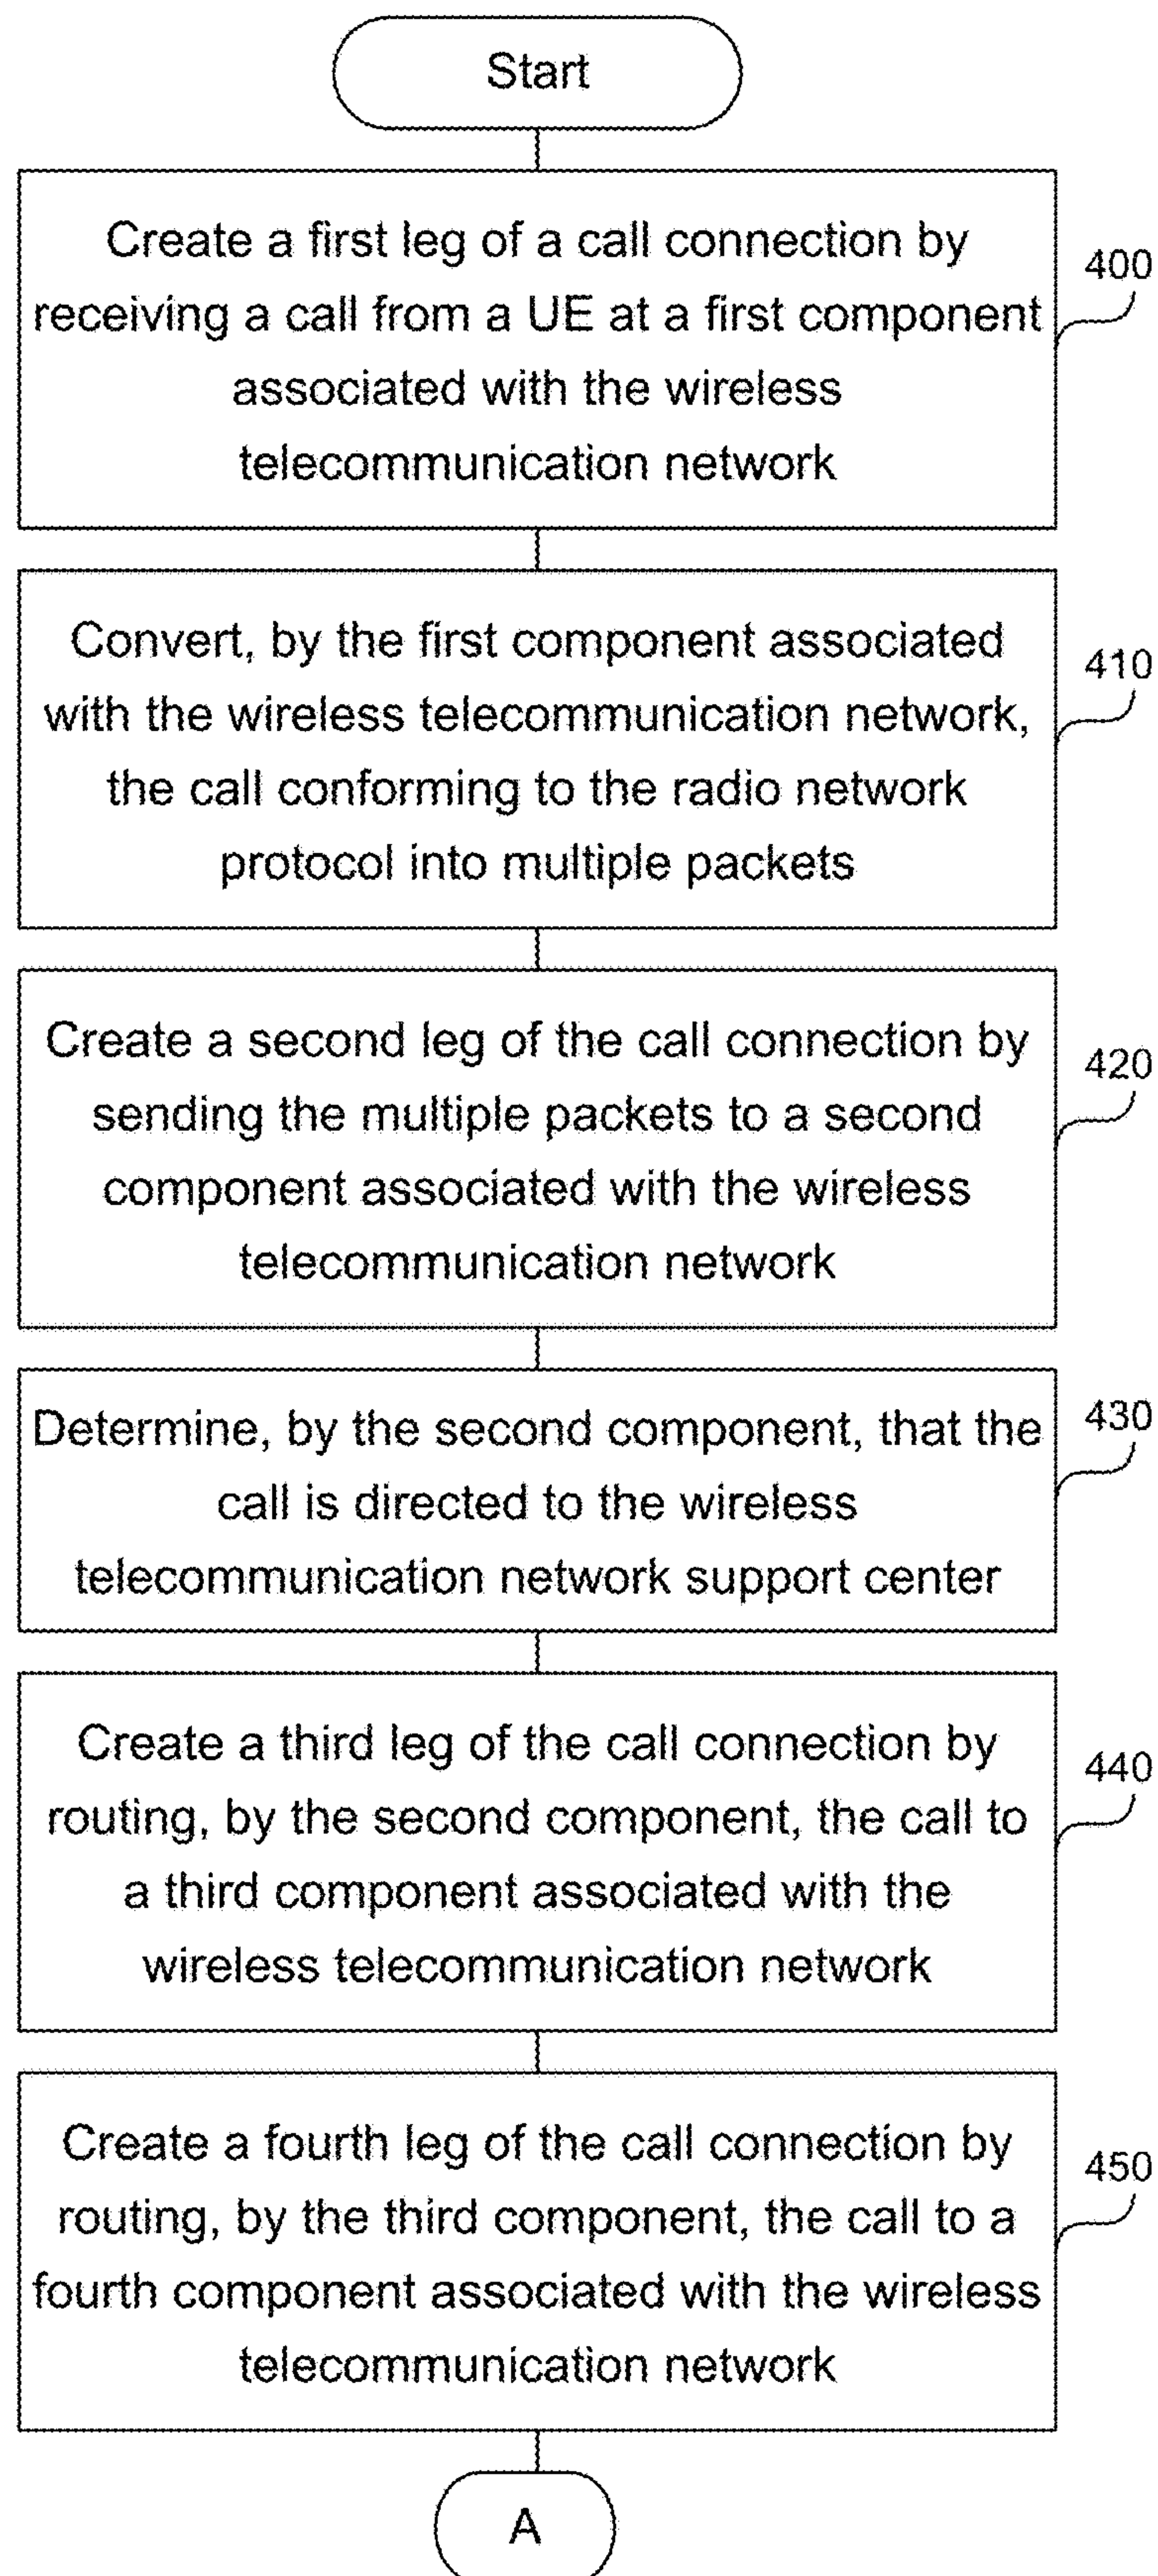 Start
Create a first leg of a call connection by
receiving a call from a UE at a first component
associated with the wireless
telecommunication network
400
Convert, by the first component associated
with the wireless telecommunication network,
the call conforming to the radio network
protocol into multiple packets
410
Create a second leg of the call connection by
sending the multiple packets to a second
component associated with the wireless
telecommunication network
420
Determine, by the second component, that the
call is directed to the wireless
telecommunication network support center
430
Create a third leg of the call connection by
routing, by the second component, the call to
a third component associated with the
wireless telecommunication network
440
Create a fourth leg of the call connection by
routing, by the third component, the call to a
fourth component associated with the wireless
telecommunication network
450
A